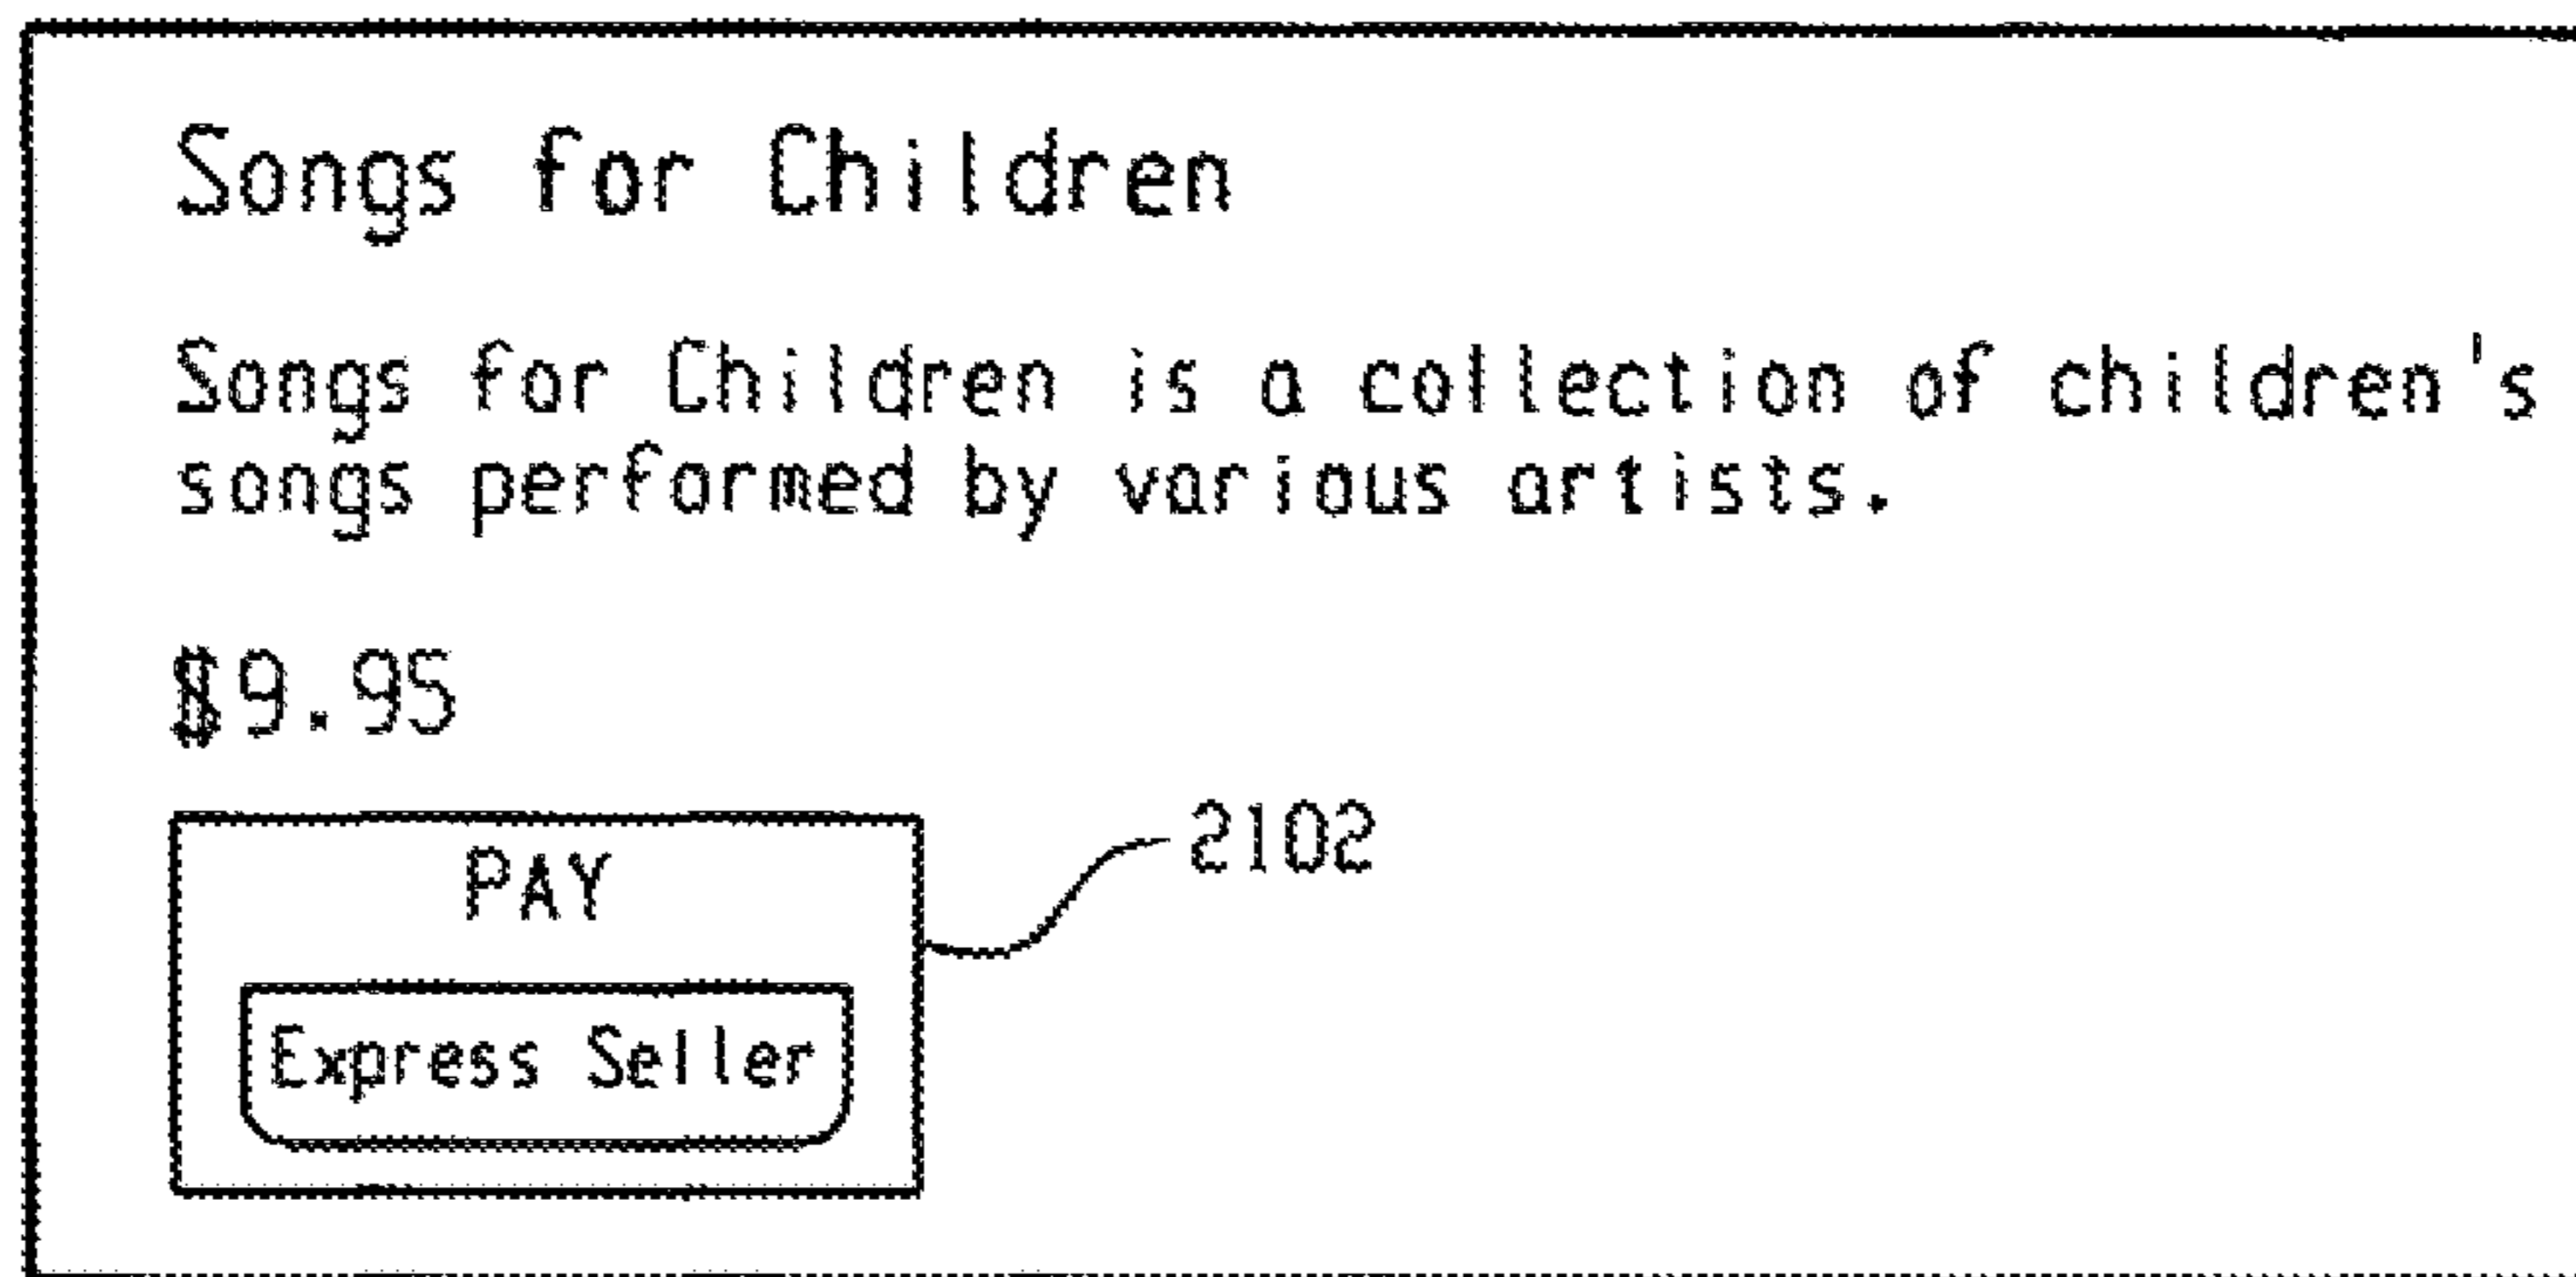 Songs for Children
Songs for Children is a collection of children's
songs performed by various artists.
$9.95
2102
PAY
Express Seller